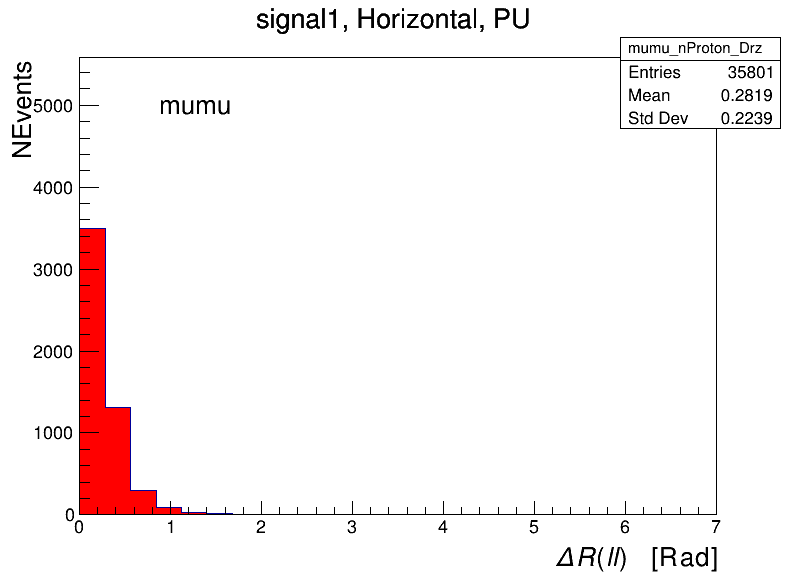 signal1, Horizontal, PU
mumu_nProton_Drz
Entries 35801
Mean 0.2819
Std Dev 0.2239
NEvents
mumu
5000
4000
3000
2000
1000
0
0 1 2 3 4 5 6 7
ΔR(ll) [Rad]